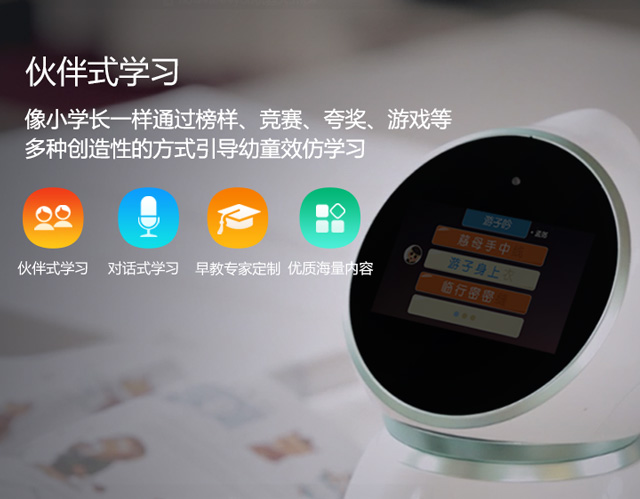 伙伴式学习
像小学长一样通过榜样、竞赛、夸奖、游戏等
多种创造性的方式引导幼童效仿学习
伙伴式学习
对话式学习
早教专家定制
优质海量内容
游子吟
慈母手中
游子身上衣
临行密密